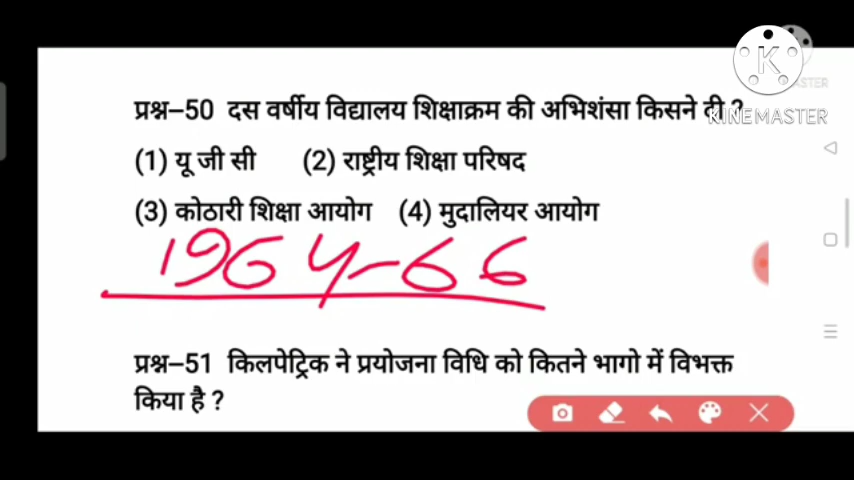 प्रश्न–50 दस वर्षीय विद्यालय शिक्षाक्रम की अभिशंसा किसने दी ?
KINEMASTER
(1) यू जी सी (2) राष्ट्रीय शिक्षा परिषद
(3) कोठारी शिक्षा आयोग (4) मुदालियर आयोग
1964-66
प्रश्न–51 किलपेट्रिक ने प्रयोजना विधि को कितने भागो में विभक्त
किया है ?